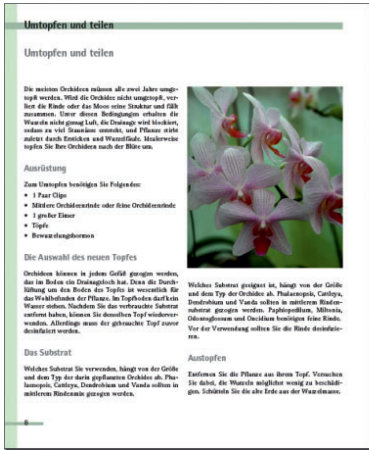 Umtopfen und teilen
Umtopfen und teilen
Die meisten Orchideen müssen alle zwei Jahre umge-
topft werden. Wird die Orchidee nicht umgetopft, ver-
liert die Rinde oder das Moos seine Struktur und fällt
zusammen. Unter diesen Bedingungen erhalten die
Wurzeln nicht genug Luft, die Drainage wird blockiert,
sodass zu viel Staunässe entsteht, und Pflanze stirbt
zuletzt durch Ersticken und Wurzelfäule. Idealerweise
topfen Sie Ihre Orchideen nach der Blüte um.
Ausrüstung
Zum Umtopfen benötigen Sie Folgendes:
• 1 Paar Clips
• Mittlere Orchideenrinde oder feine Orchideenrinde
• 1 großer Eimer
• Töpfe
• Bewurzelungshormon
Die Auswahl des neuen Topfes
Orchideen können in jedem Gefäß gezogen werden,
das im Boden ein Drainageloch hat. Denn die Durch-
lüftung um den Boden des Topfes ist wesentlich für
das Wohlbefinden der Pflanze. Im Topfboden darf kein
Wasser stehen. Nachdem Sie das verbrauchte Substrat
entfernt haben, können Sie denselben Topf wiederver-
wenden. Allerdings muss der gebrauchte Topf zuvor
desinfiziert werden.
Das Substrat
Welches Substrat Sie verwenden, hängt von der Größe
und dem Typ der darin gepflanzten Orchidee ab. Pha-
laenopsis, Cattleya, Dendrobium und Vanda sollten in
mittlerem Rindenmix gezogen werden.
Welches Substrat geeignet ist, hängt von der Größe
und dem Typ der Orchidee ab. Phalaenopsis, Cattleya,
Dendrobium und Vanda sollten in mittlerem Rinden-
substrat gezogen werden. Paphiopedilum, Miltonia,
Odontoglossum und Oncidium benötigen feine Rinde.
Vor der Verwendung sollten Sie die Rinde desinfizie-
ren.
Austopfen
Entfernen Sie die Pflanze aus ihrem Topf. Versuchen
Sie dabei, die Wurzeln möglichst wenig zu beschädi-
gen. Schütteln Sie die alte Erde aus der Wurzelmasse.
6